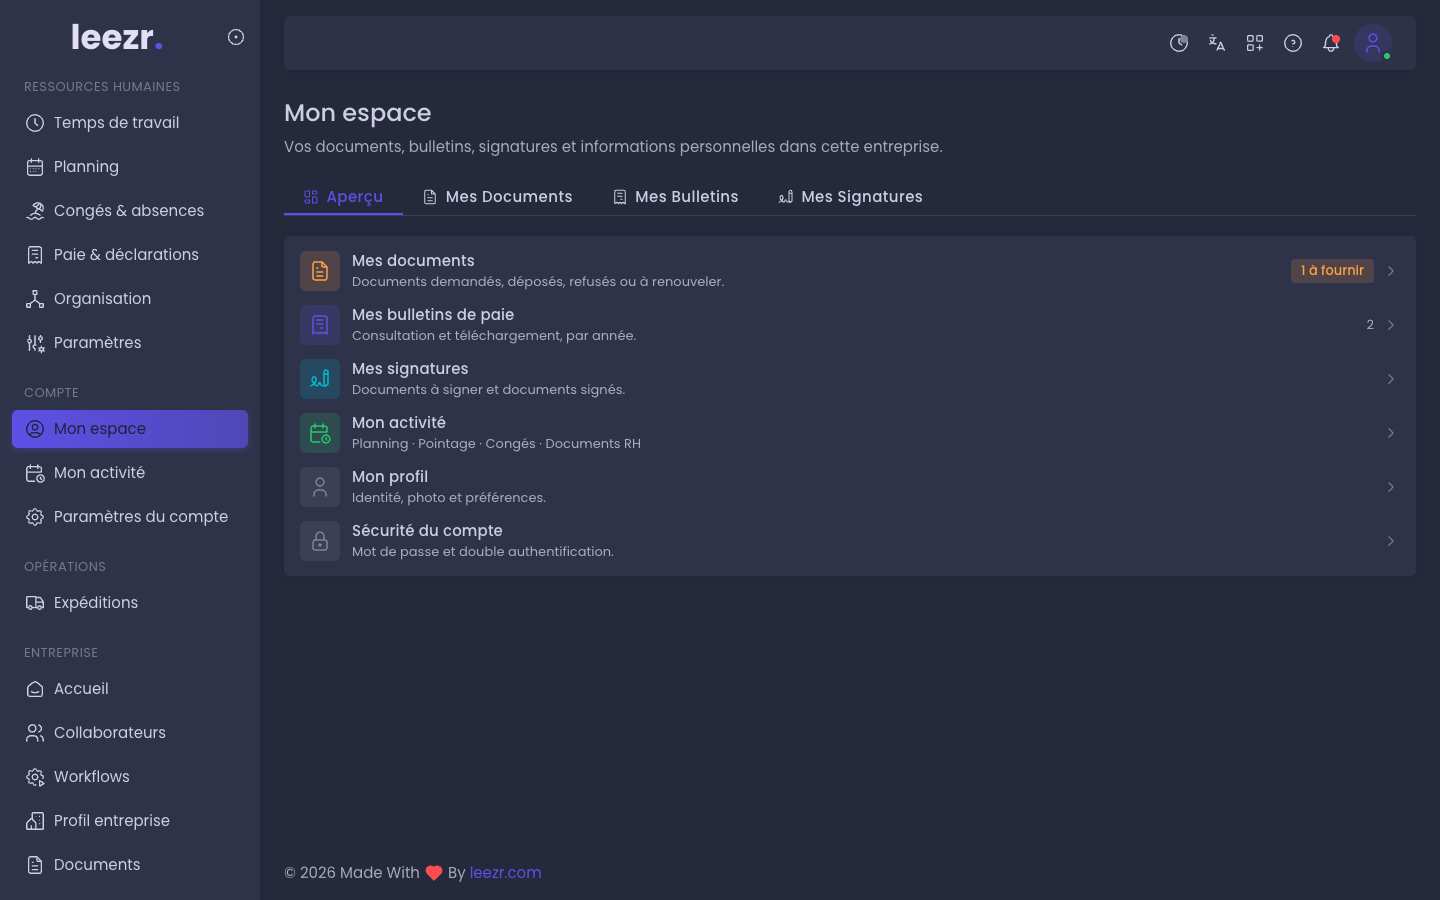 leezr.
RESSOURCES HUMAINES
Temps de travail
Planning
Congés & absences
Paie & déclarations
Organisation
Paramètres
COMPTE
Mon espace
Mon activité
Paramètres du compte
OPÉRATIONS
Expéditions
ENTREPRISE
Accueil
Collaborateurs
Workflows
Profil entreprise
Documents
Mon espace
Vos documents, bulletins, signatures et informations personnelles dans cette entreprise.
Aperçu Mes Documents Mes Bulletins Mes Signatures
Mes documents
Documents demandés, déposés, refusés ou à renouveler.
1 à fournir
Mes bulletins de paie
Consultation et téléchargement, par année.
2
Mes signatures
Documents à signer et documents signés.
Mon activité
Planning · Pointage · Congés · Documents RH
Mon profil
Identité, photo et préférences.
Sécurité du compte
Mot de passe et double authentification.
© 2026 Made With By leezr.com